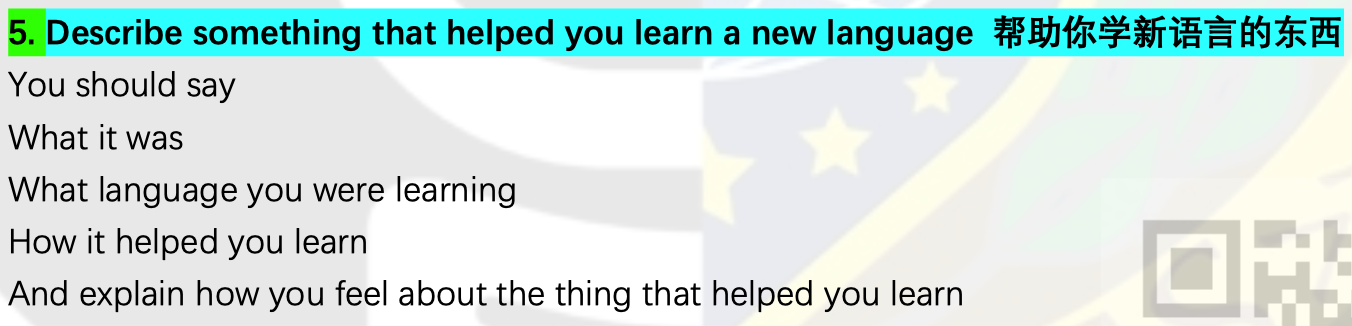 5. Describe something that helped you learn a new language 帮助你学新语言的东西
You should say
What it was
What language you were learning
How it helped you learn
And explain how you feel about the thing that helped you learn